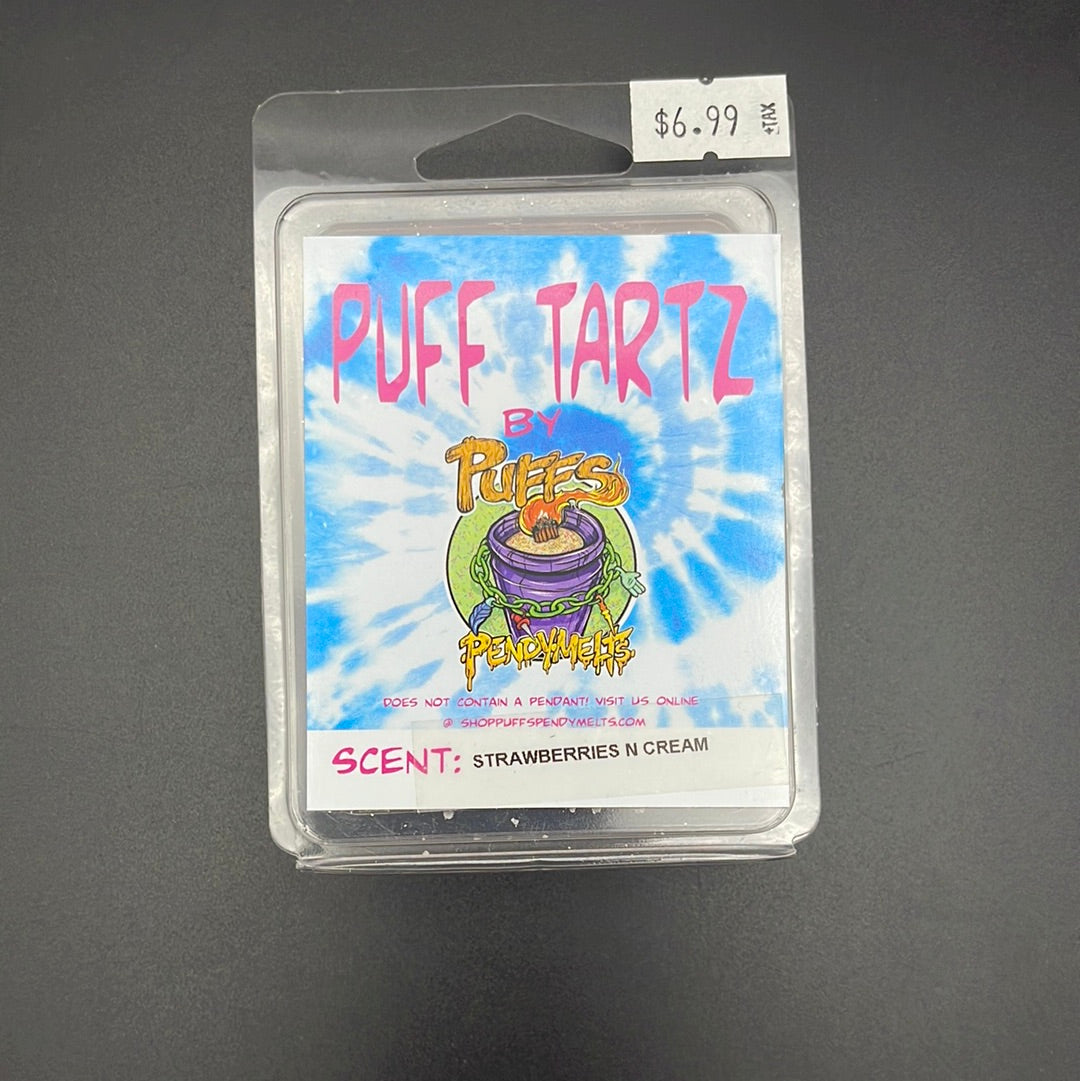 $6.99 +TAX
PUFF TARTZ
BY
PUFFS
PENDYMELTS
DOES NOT CONTAIN A PENDANT! VISIT US ONLINE
@ SHOPPUFFSPENDYMELTS.COM
SCENT: STRAWBERRIES N CREAM